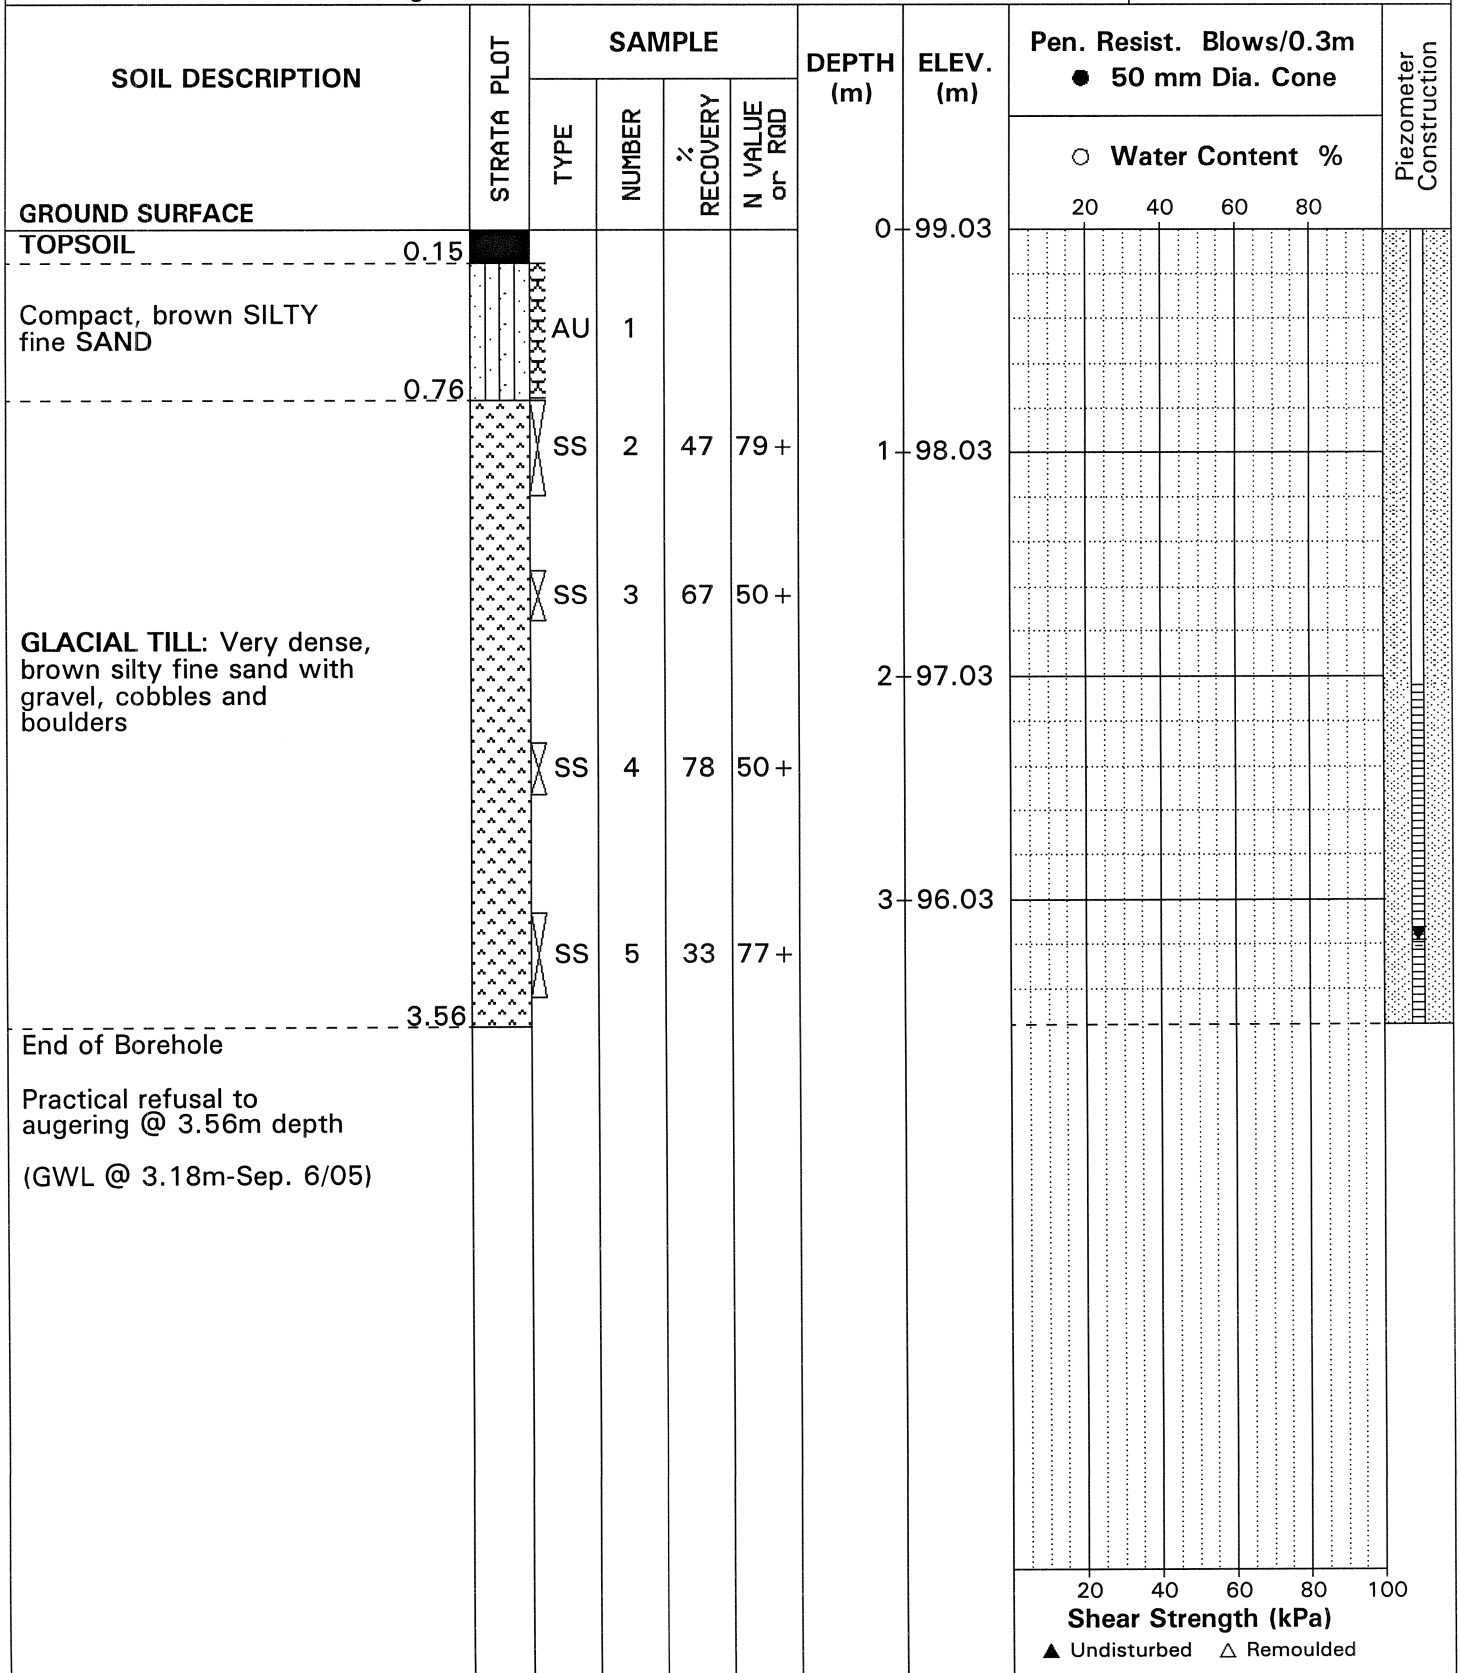 SOIL DESCRIPTION
GROUND SURFACE
STRATA PLOT
SAMPLE
TYPE
NUMBER
%
RECOVERY
N VALUE
or RQD
DEPTH
(m)
ELEV.
(m)
Pen. Resist. Blows/0.3m
● 50 mm Dia. Cone
○ Water Content %
20 40 60 80
Piezometer
Construction
0 99.03
TOPSOIL 0.15
Compact, brown SILTY
fine SAND
AU 1
0.76
SS 2 47 79+
1 98.03
SS 3 67 50+
GLACIAL TILL: Very dense,
brown silty fine sand with
gravel, cobbles and
boulders
2 97.03
SS 4 78 50+
3 96.03
SS 5 33 77+
3.56
End of Borehole
Practical refusal to
augering @ 3.56m depth
(GWL @ 3.18m-Sep. 6/05)
20 40 60 80 100
Shear Strength (kPa)
▲ Undisturbed △ Remoulded